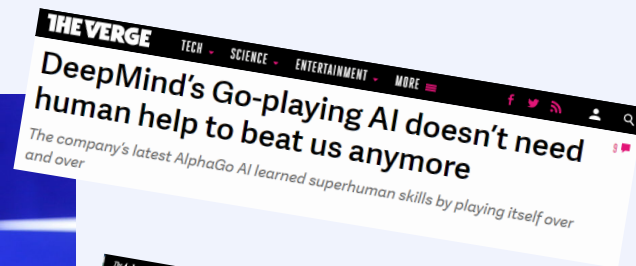 THE VERGE
TECH SCIENCE ENTERTAINMENT MORE
DeepMind's Go-playing AI doesn't need
human help to beat us anymore
9
The company's latest AlphaGo AI learned superhuman skills by playing itself over
and over